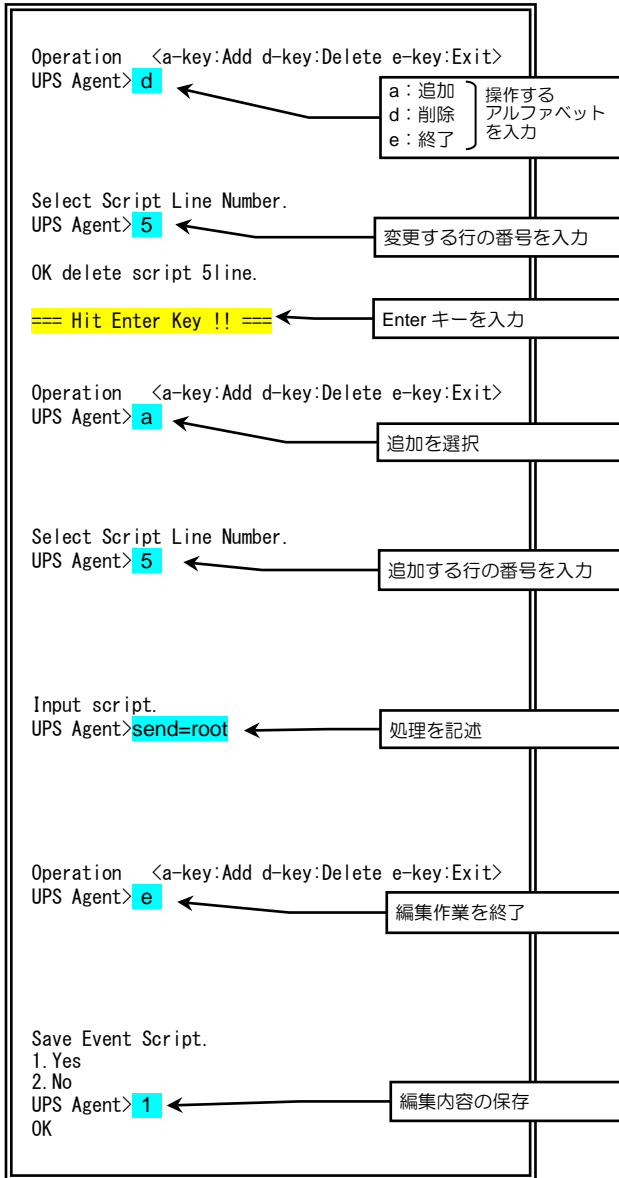 Operation <a-key:Add d-key:Delete e-key:Exit>
UPS Agent> d
a：追加
d：削除
e：終了
操作する
アルファベット
を入力
Select Script Line Number.
UPS Agent> 5
変更する行の番号を入力
OK delete script 5line.
=== Hit Enter Key !! ===
Enter キーを入力
Operation <a-key:Add d-key:Delete e-key:Exit>
UPS Agent> a
追加を選択
Select Script Line Number.
UPS Agent> 5
追加する行の番号を入力
Input script.
UPS Agent>send=root
処理を記述
Operation <a-key:Add d-key:Delete e-key:Exit>
UPS Agent> e
編集作業を終了
Save Event Script.
1.Yes
2.No
UPS Agent> 1
編集内容の保存
OK